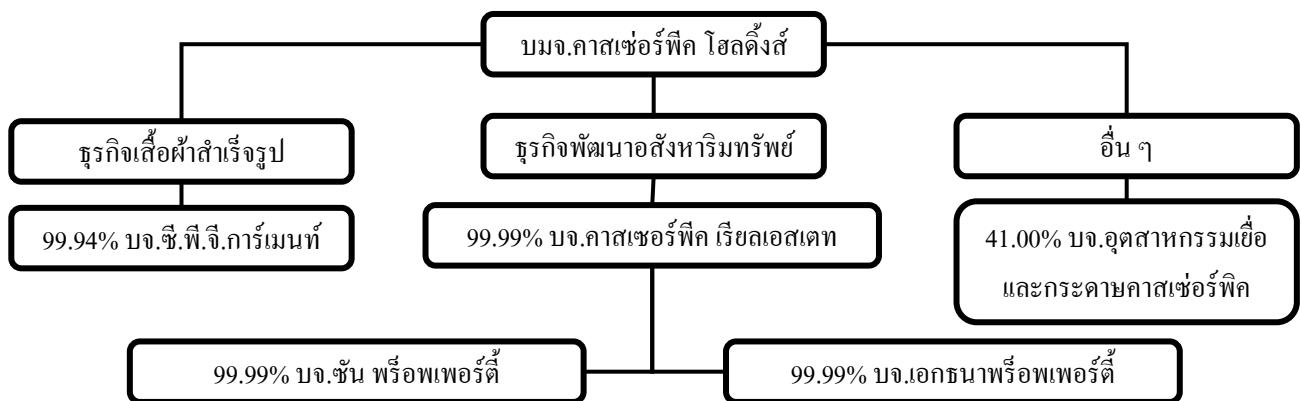 บมจ.คาสเซ่อร์พีค โฮลดิ้งส์
ธุรกิจเสื้อผ้าสำเร็จรูป
ธุรกิจพัฒนาอสังหาริมทรัพย์
อื่น ๆ
99.94% บจ.ซี.พี.จี.การ์เมนท์
99.99% บจ.คาสเซอร์พีค เรียลเอสเตท
41.00% บจ.อุตสาหกรรมเยื่อ
และกระดาษคาสเซ่อร์พิค
99.99% บจ.ซัน พร็อพเพอร์ตี้
99.99% บจ.เอกธนาพร็อพเพอร์ตี้